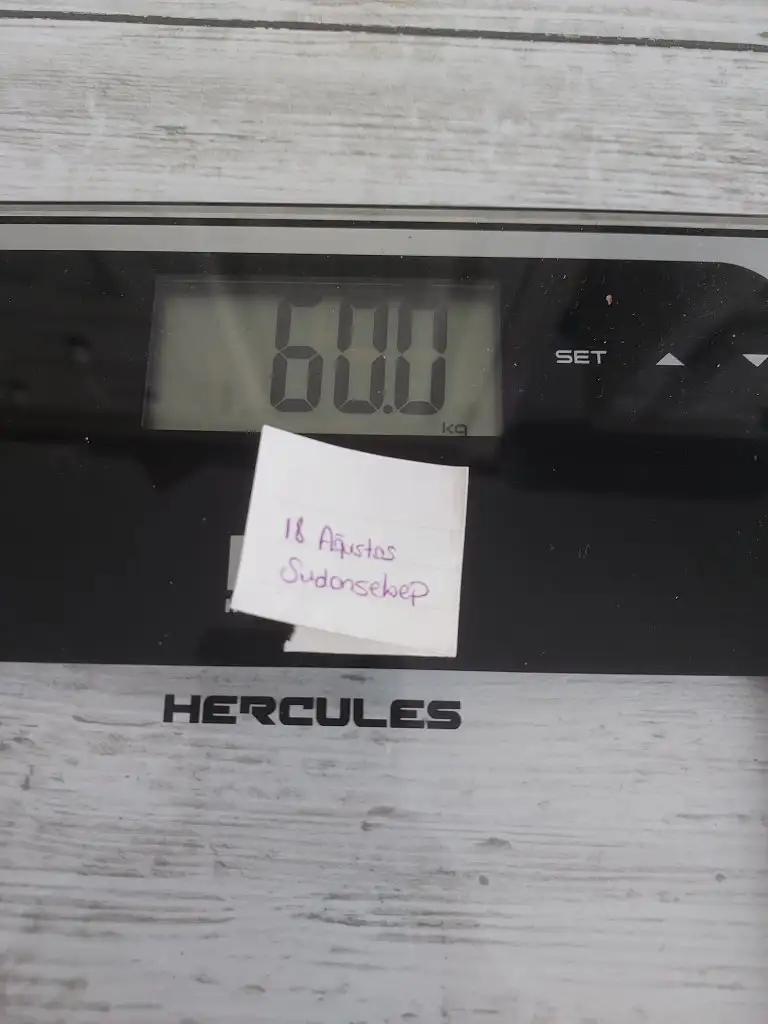 60.0
kg
SET
18 Ağustos
Sudonsebep
HERCULES